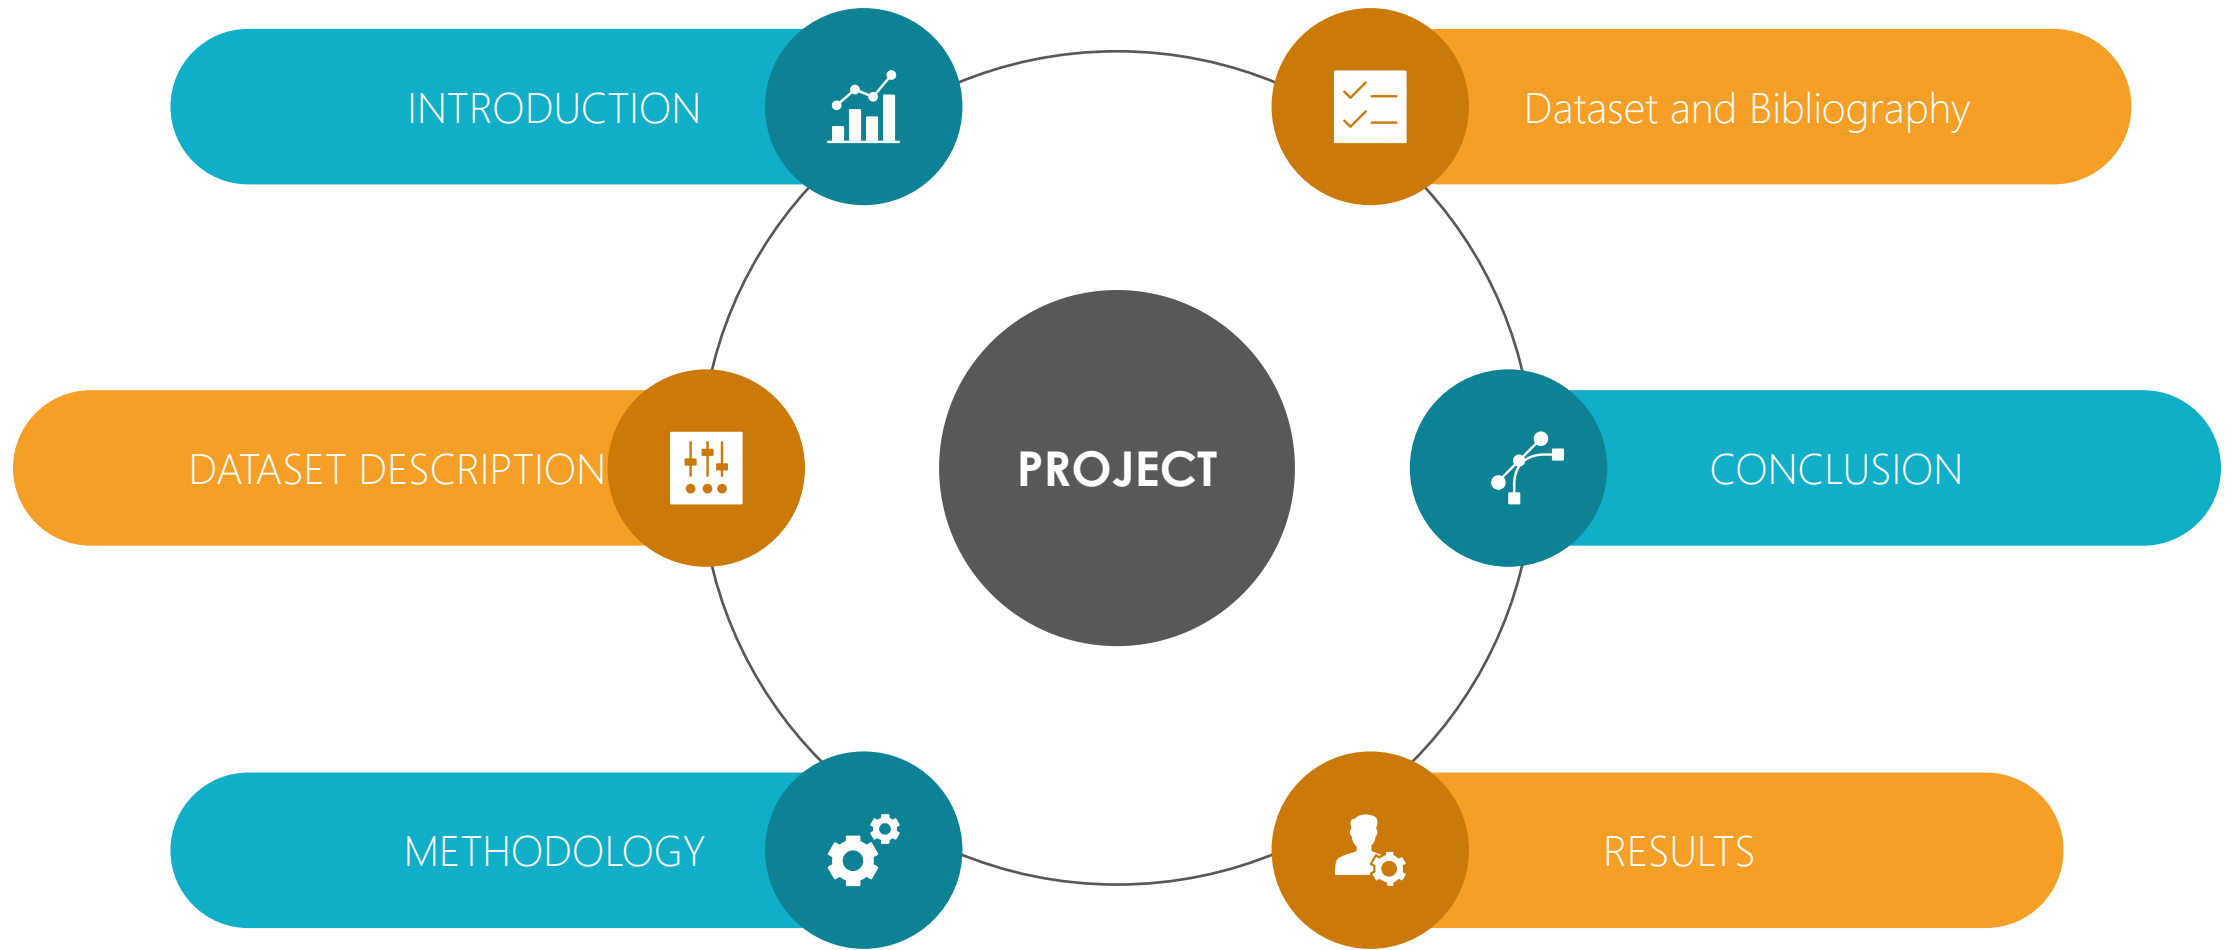 INTRODUCTION
Dataset and Bibliography
DATASET DESCRIPTION
PROJECT
CONCLUSION
METHODOLOGY
RESULTS